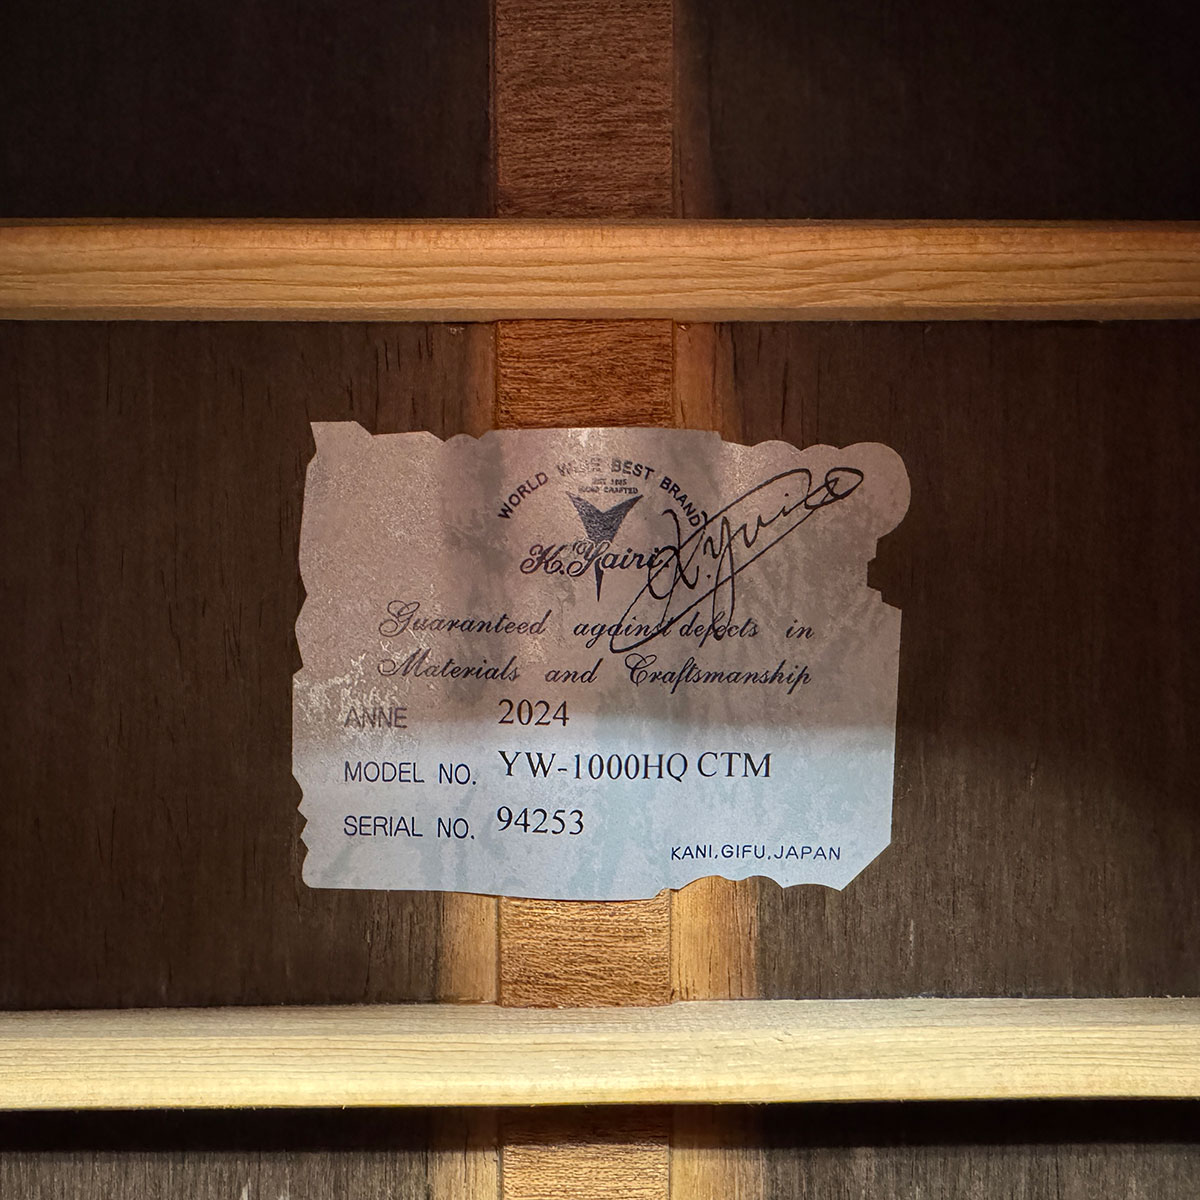 WORLD WIDE BEST BRAND
EST 1935
HAND CRAFTED
K.Yairi
K.Yairi
Guaranteed against defects in
Materials and Craftsmanship
ANNE 2024
MODEL NO. YW-1000HQ CTM
SERIAL NO. 94253
KANI,GIFU,JAPAN